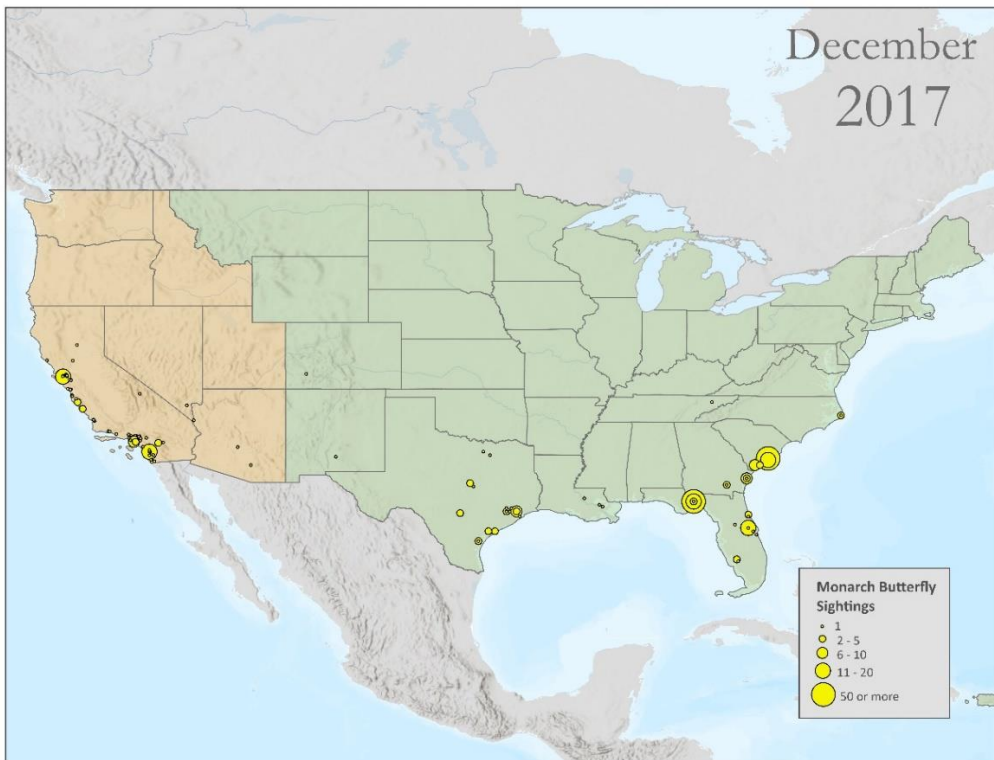 December
2017
Monarch Butterfly
Sightings
1
2 - 5
6 - 10
11 - 20
50 or more